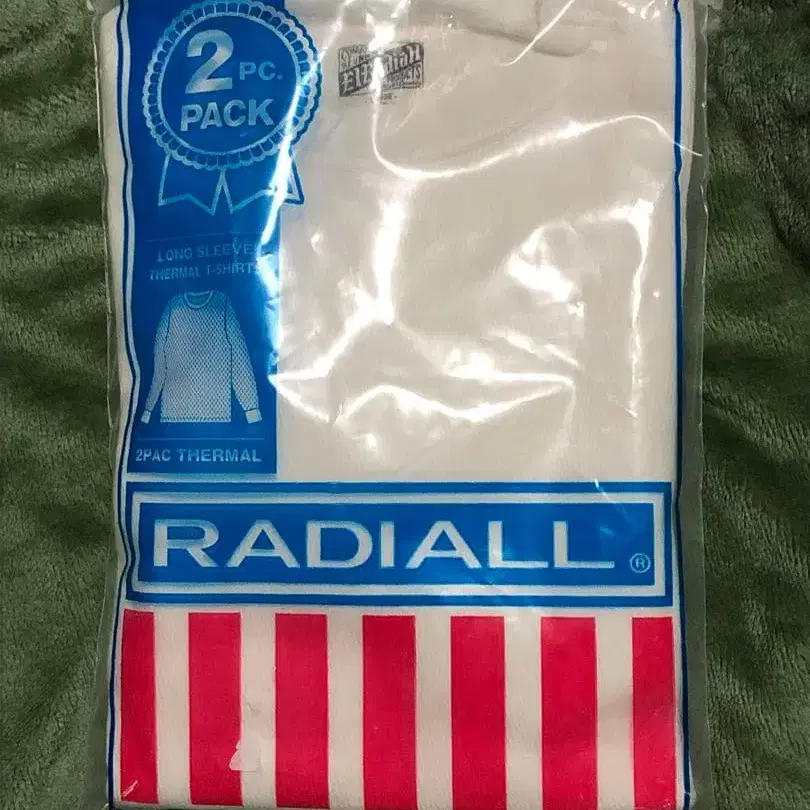 2 PC.
PACK
LONG SLEEVE
THERMAL T-SHIRTS
2PAC THERMAL
RADIALL ®